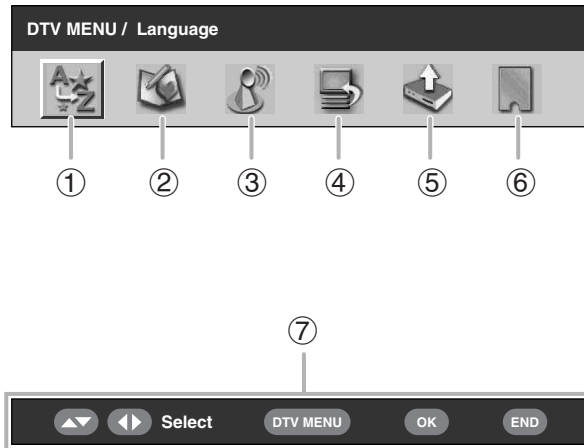 DTV MENU / Language
A Z
① ② ③ ④ ⑤ ⑥
⑦
Select DTV MENU OK END